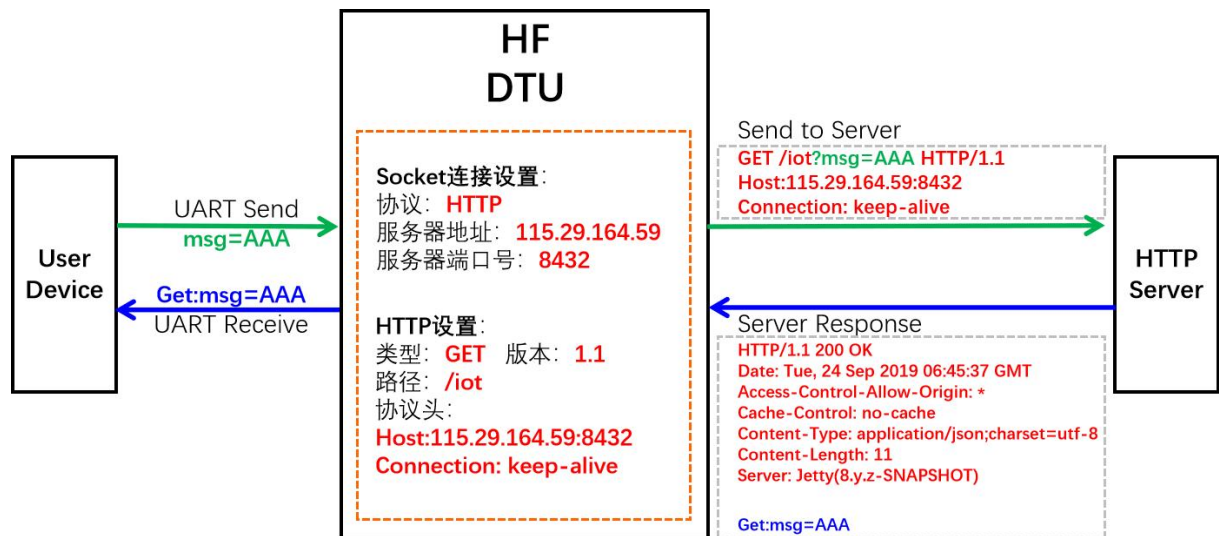 HF
DTU
User
Device
UART Send
msg=AAA
Get:msg=AAA
UART Receive
Socket连接设置:
协议: HTTP
服务器地址: 115.29.164.59
服务器端口号: 8432
HTTP设置:
类型: GET 版本: 1.1
路径: /iot
协议头:
Host:115.29.164.59:8432
Connection: keep-alive
Send to Server
GET /iot?msg=AAA HTTP/1.1
Host:115.29.164.59:8432
Connection: keep-alive
Server Response
HTTP/1.1 200 OK
Date: Tue, 24 Sep 2019 06:45:37 GMT
Access-Control-Allow-Origin: *
Cache-Control: no-cache
Content-Type: application/json;charset=utf-8
Content-Length: 11
Server: Jetty(8.y.z-SNAPSHOT)
Get:msg=AAA
HTTP
Server